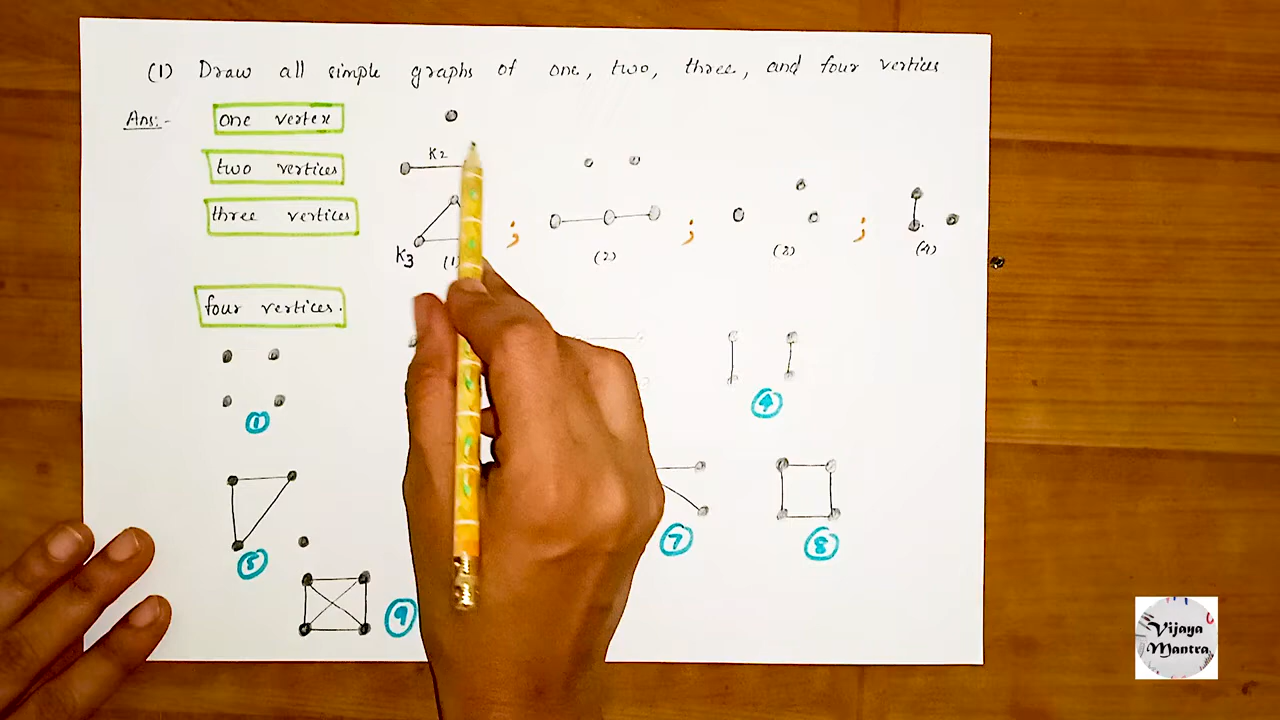 (1) Draw all simple graphs of one, two, three, and four vertices
Ans:-
one vertex
two vertices
K2
three vertices
; ; ;
K3 (1) (2) (3) (4)
four vertices.
1 4
5 7 8
9
Vijaya
Mantra